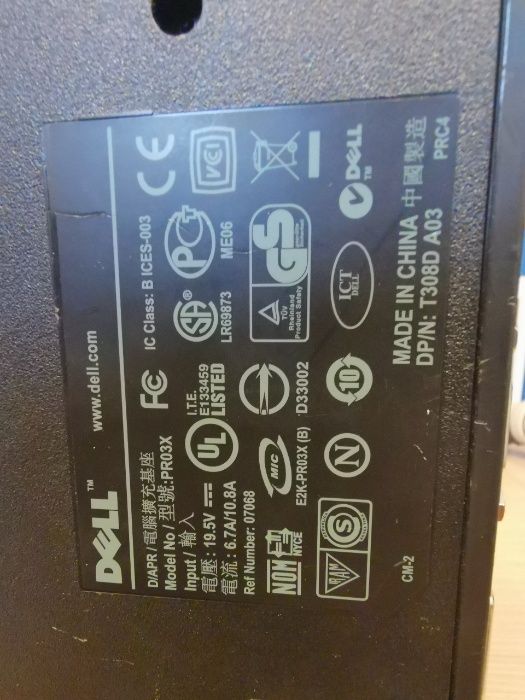 DELL™ www.dell.com
D/APR / 電腦擴充基座
Model No / 型號:PR03X
Input / 輸入
電壓 : 19.5V
電流 : 6.7A/10.8A
Ref Number: 07068
FC IC Class: B ICES-003 CE
I.T.E.
E133459
UL LISTED
SA ®
LR69873
PCT
ME06
VCI
NOM NYCE
MIC
E2K-PR03X (B)
D33002
TÜV
Rheinland
Product Safety
GS
S
N
10
ICT
DELL
DELL™
CM-2
MADE IN CHINA 中國製造
DP/N: T308D A03 PRC4